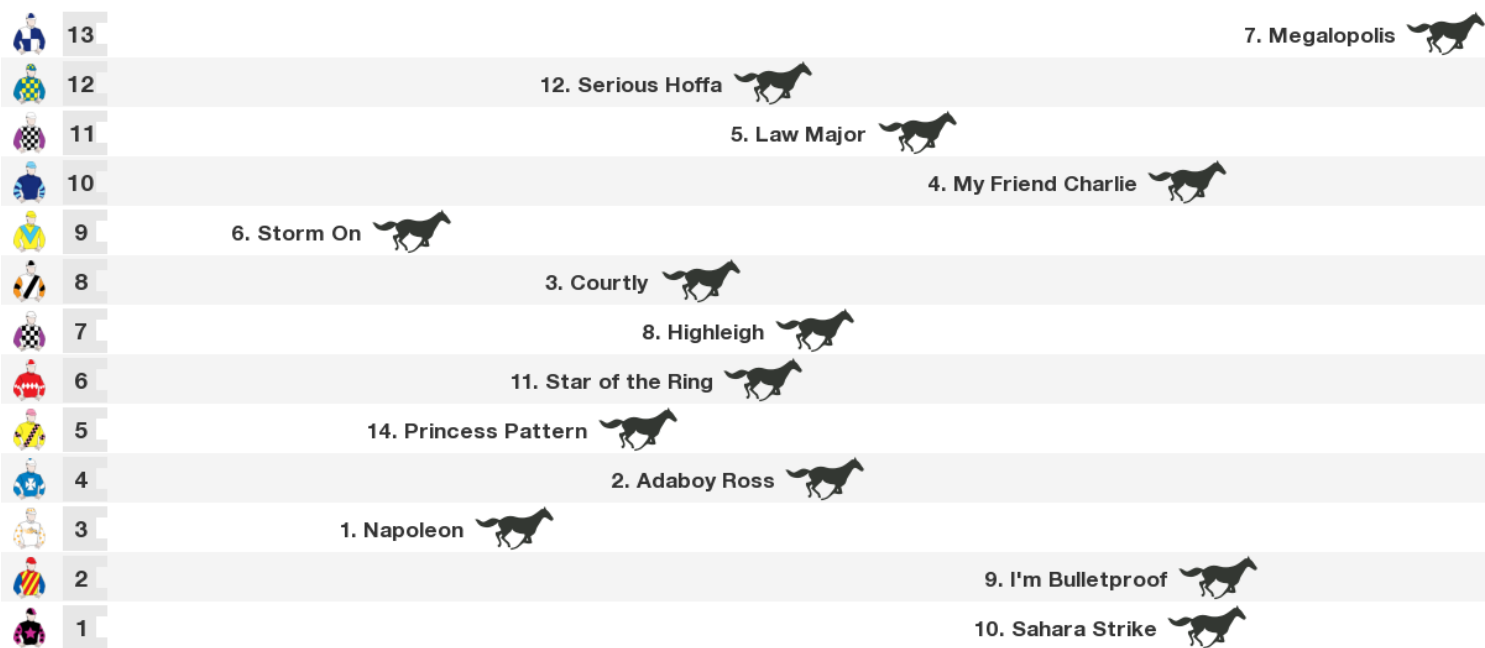 13 7. Megalopolis
12 12. Serious Hoffa
11 5. Law Major
10 4. My Friend Charlie
9 6. Storm On
8 3. Courtly
7 8. Highleigh
6 11. Star of the Ring
5 14. Princess Pattern
4 2. Adaboy Ross
3 1. Napoleon
2 9. I'm Bulletproof
1 10. Sahara Strike